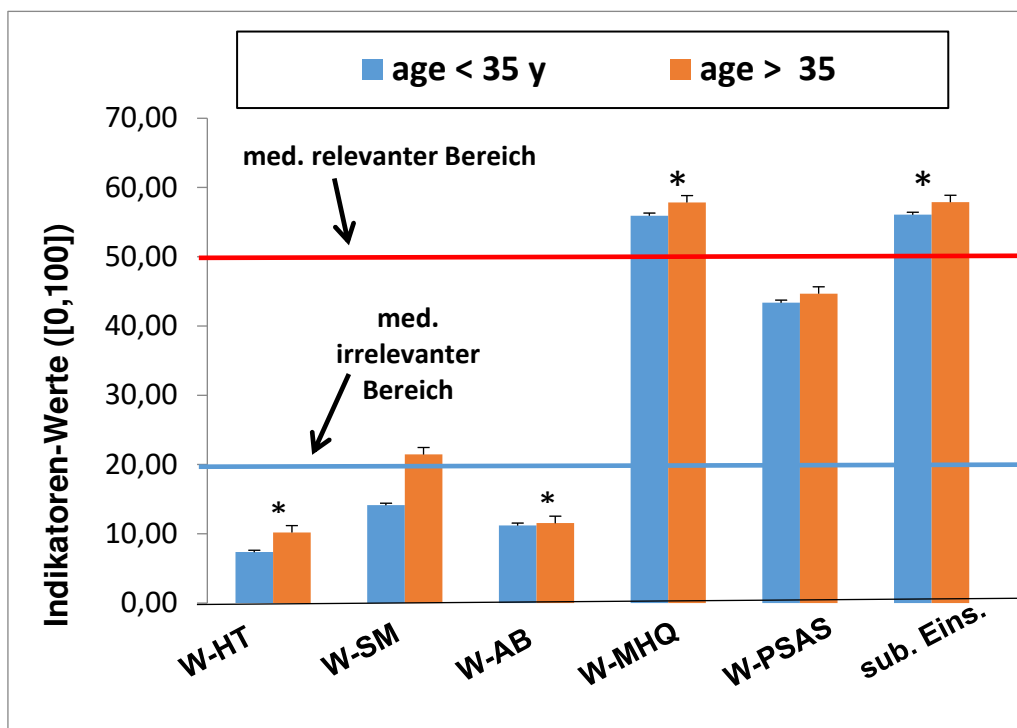 age < 35 y
age > 35
70,00
med. relevanter Bereich
60,00
*
*
50,00
40,00
med.
irrelevanter
Bereich
30,00
20,00
*
*
10,00
0,00
Indikatoren-Werte ([0,100])
W-HT
W-SM
W-AB
W-MHQ
W-PSAS
sub. Eins.